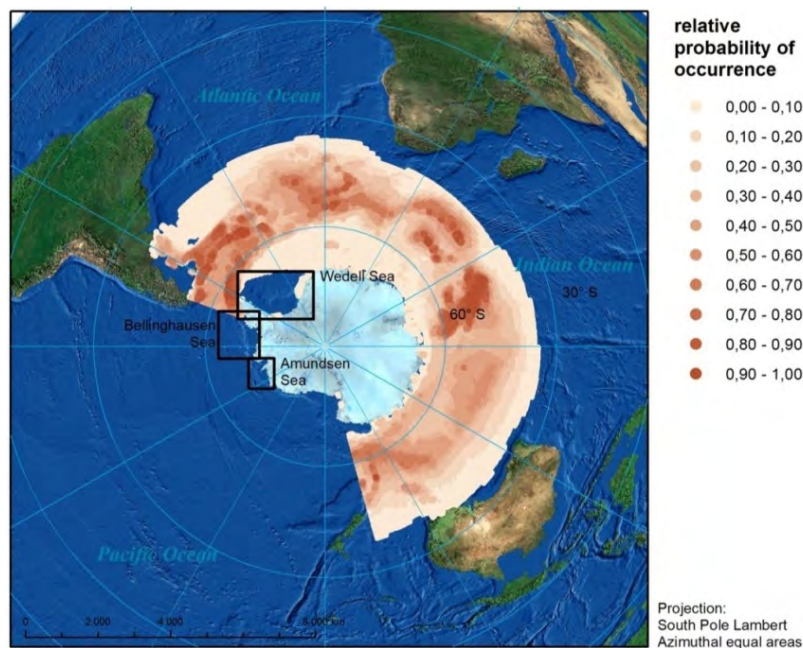 relative
probability of
occurrence
0,00 - 0,10
0,10 - 0,20
0,20 - 0,30
0,30 - 0,40
0,40 - 0,50
0,50 - 0,60
0,60 - 0,70
0,70 - 0,80
0,80 - 0,90
0,90 - 1,00
Atlantic Ocean
Wedell Sea
Indian Ocean
30° S
60° S
Bellinghausen
Sea
Amundsen
Sea
Pacific Ocean
0
2 000
4 000
8 000 km
Projection:
South Pole Lambert
Azimuthal equal areas